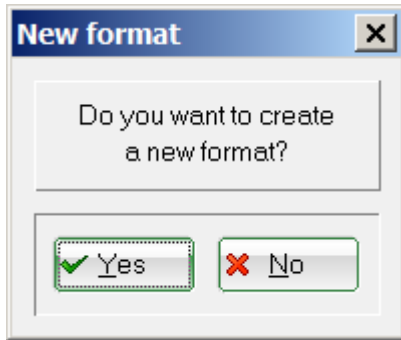 New format
Do you want to create
a new format?
Yes
No